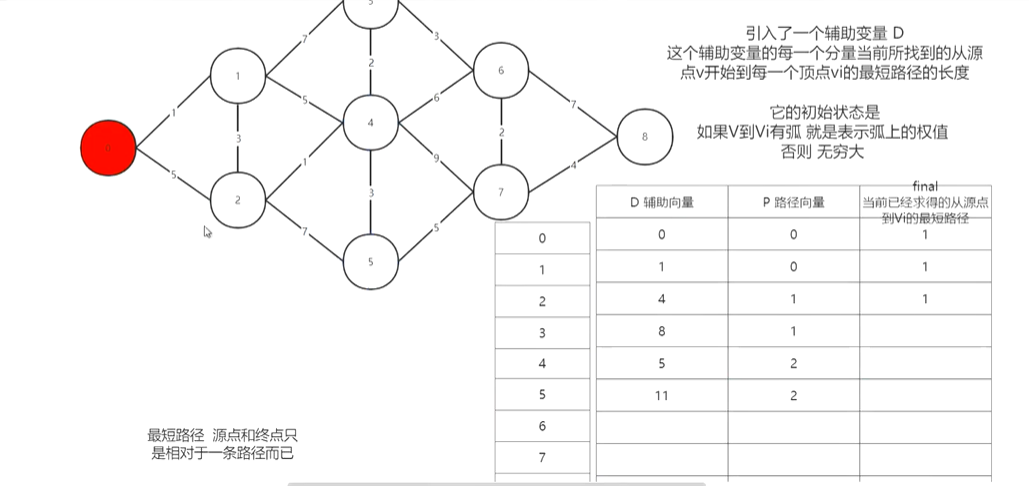 引入了一个辅助变量 D
这个辅助变量的每一个分量当前所找到的从源
点v开始到每一个顶点vi的最短路径的长度
它的初始状态是
如果V到Vi有弧 就是表示弧上的权值
否则 无穷大
7
3
1
2
6
1
5
6
7
3
4
2
8
5
1
9
4
2
3
7
7
5
5
D 辅助向量
P 路径向量
final
当前已经求得的从源点
到Vi的最短路径
0 0 0 1
1 1 0 1
2 4 1 1
3 8 1
4 5 2
5 11 2
6
7
最短路径 源点和终点只
是相对于一条路径而已